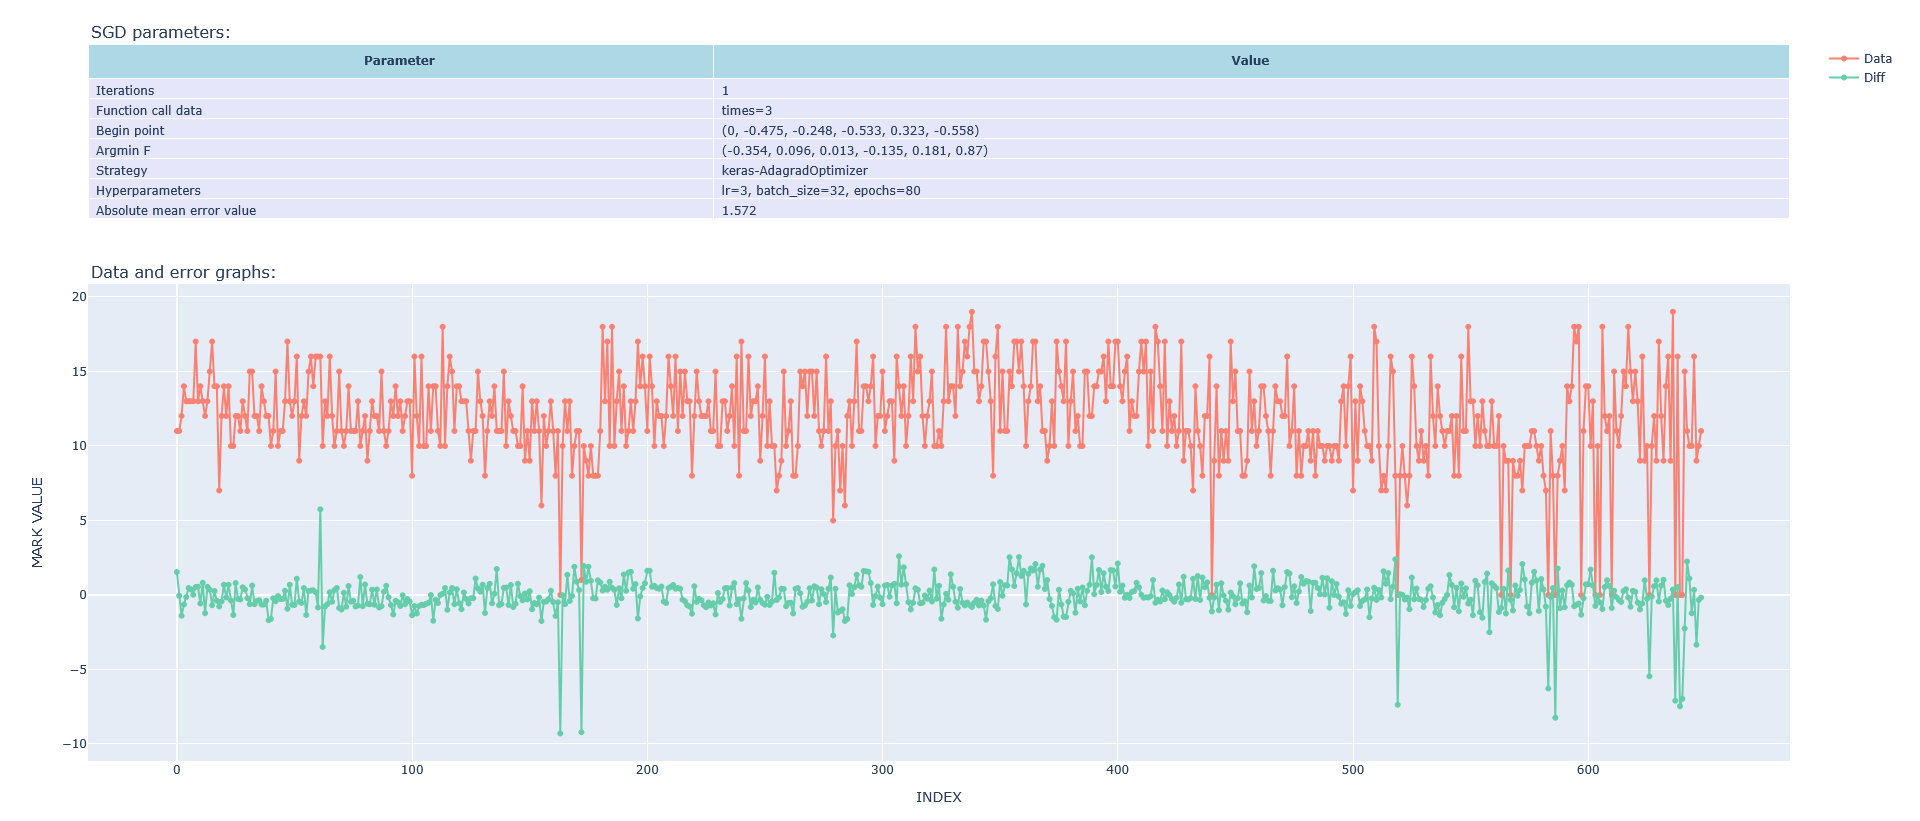 SGD parameters:
Parameter Value
Iterations 1
Function call data times=3
Begin point (0, -0.475, -0.248, -0.533, 0.323, -0.558)
Argmin F (-0.354, 0.096, 0.013, -0.135, 0.181, 0.87)
Strategy keras-AdagradOptimizer
Hyperparameters lr=3, batch_size=32, epochs=80
Absolute mean error value 1.572
Data
Diff
Data and error graphs:
20
15
10
5
0
−5
−10
MARK VALUE
0 100 200 300 400 500 600
INDEX